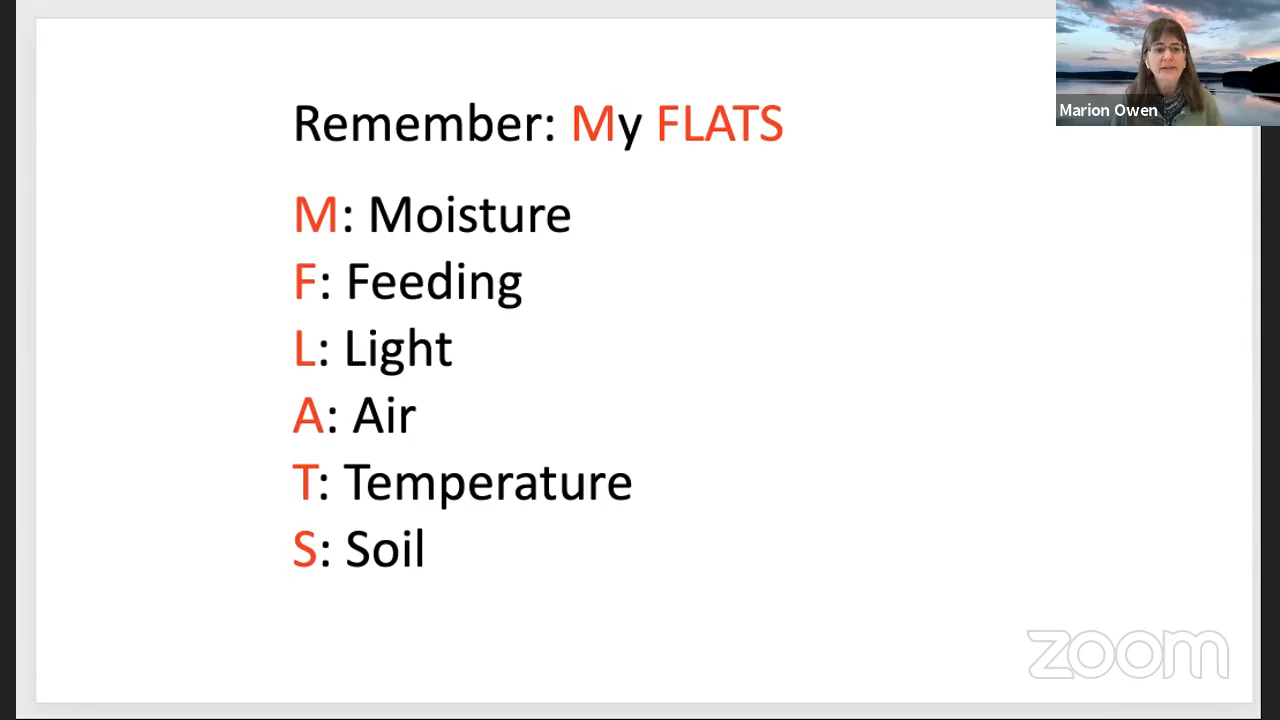 Remember: My FLATS
M: Moisture
F: Feeding
L: Light
A: Air
T: Temperature
S: Soil
Marion Owen
zoom